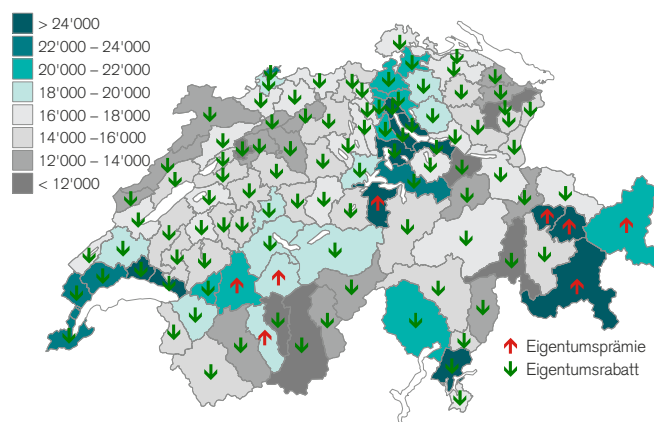 > 24'000
22'000 – 24'000
20'000 – 22'000
18'000 – 20'000
16'000 – 18'000
14'000 –16'000
12'000 – 14'000
< 12'000
Eigentumsprämie
Eigentumsrabatt